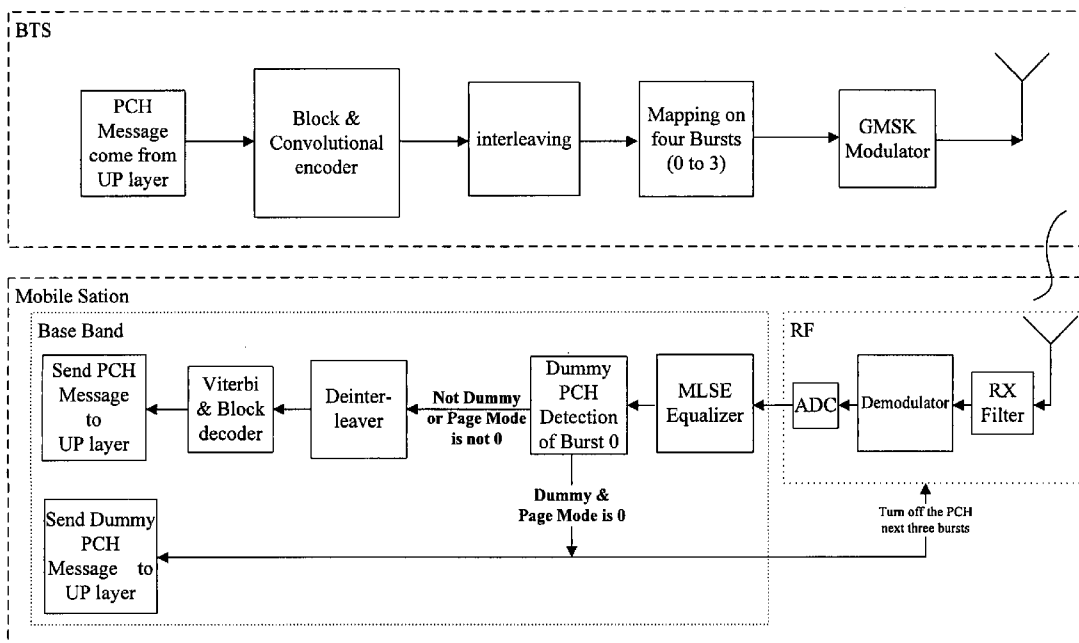 BTS
PCH
Message
come from
UP layer
Block &
Convolutional
encoder
interleaving
Mapping on
four Bursts
(0 to 3)
GMSK
Modulator
Mobile Sation
Base Band
Send PCH
Message
to
UP layer
Viterbi
& Block
decoder
Deinter-
leaver
Not Dummy
or Page Mode
is not 0
Dummy
PCH
Detection
of Burst 0
MLSE
Equalizer
RF
ADC
Demodulator
RX
Filter
Dummy &
Page Mode is 0
Turn off the PCH
next three bursts
Send Dummy
PCH
Message to
UP layer